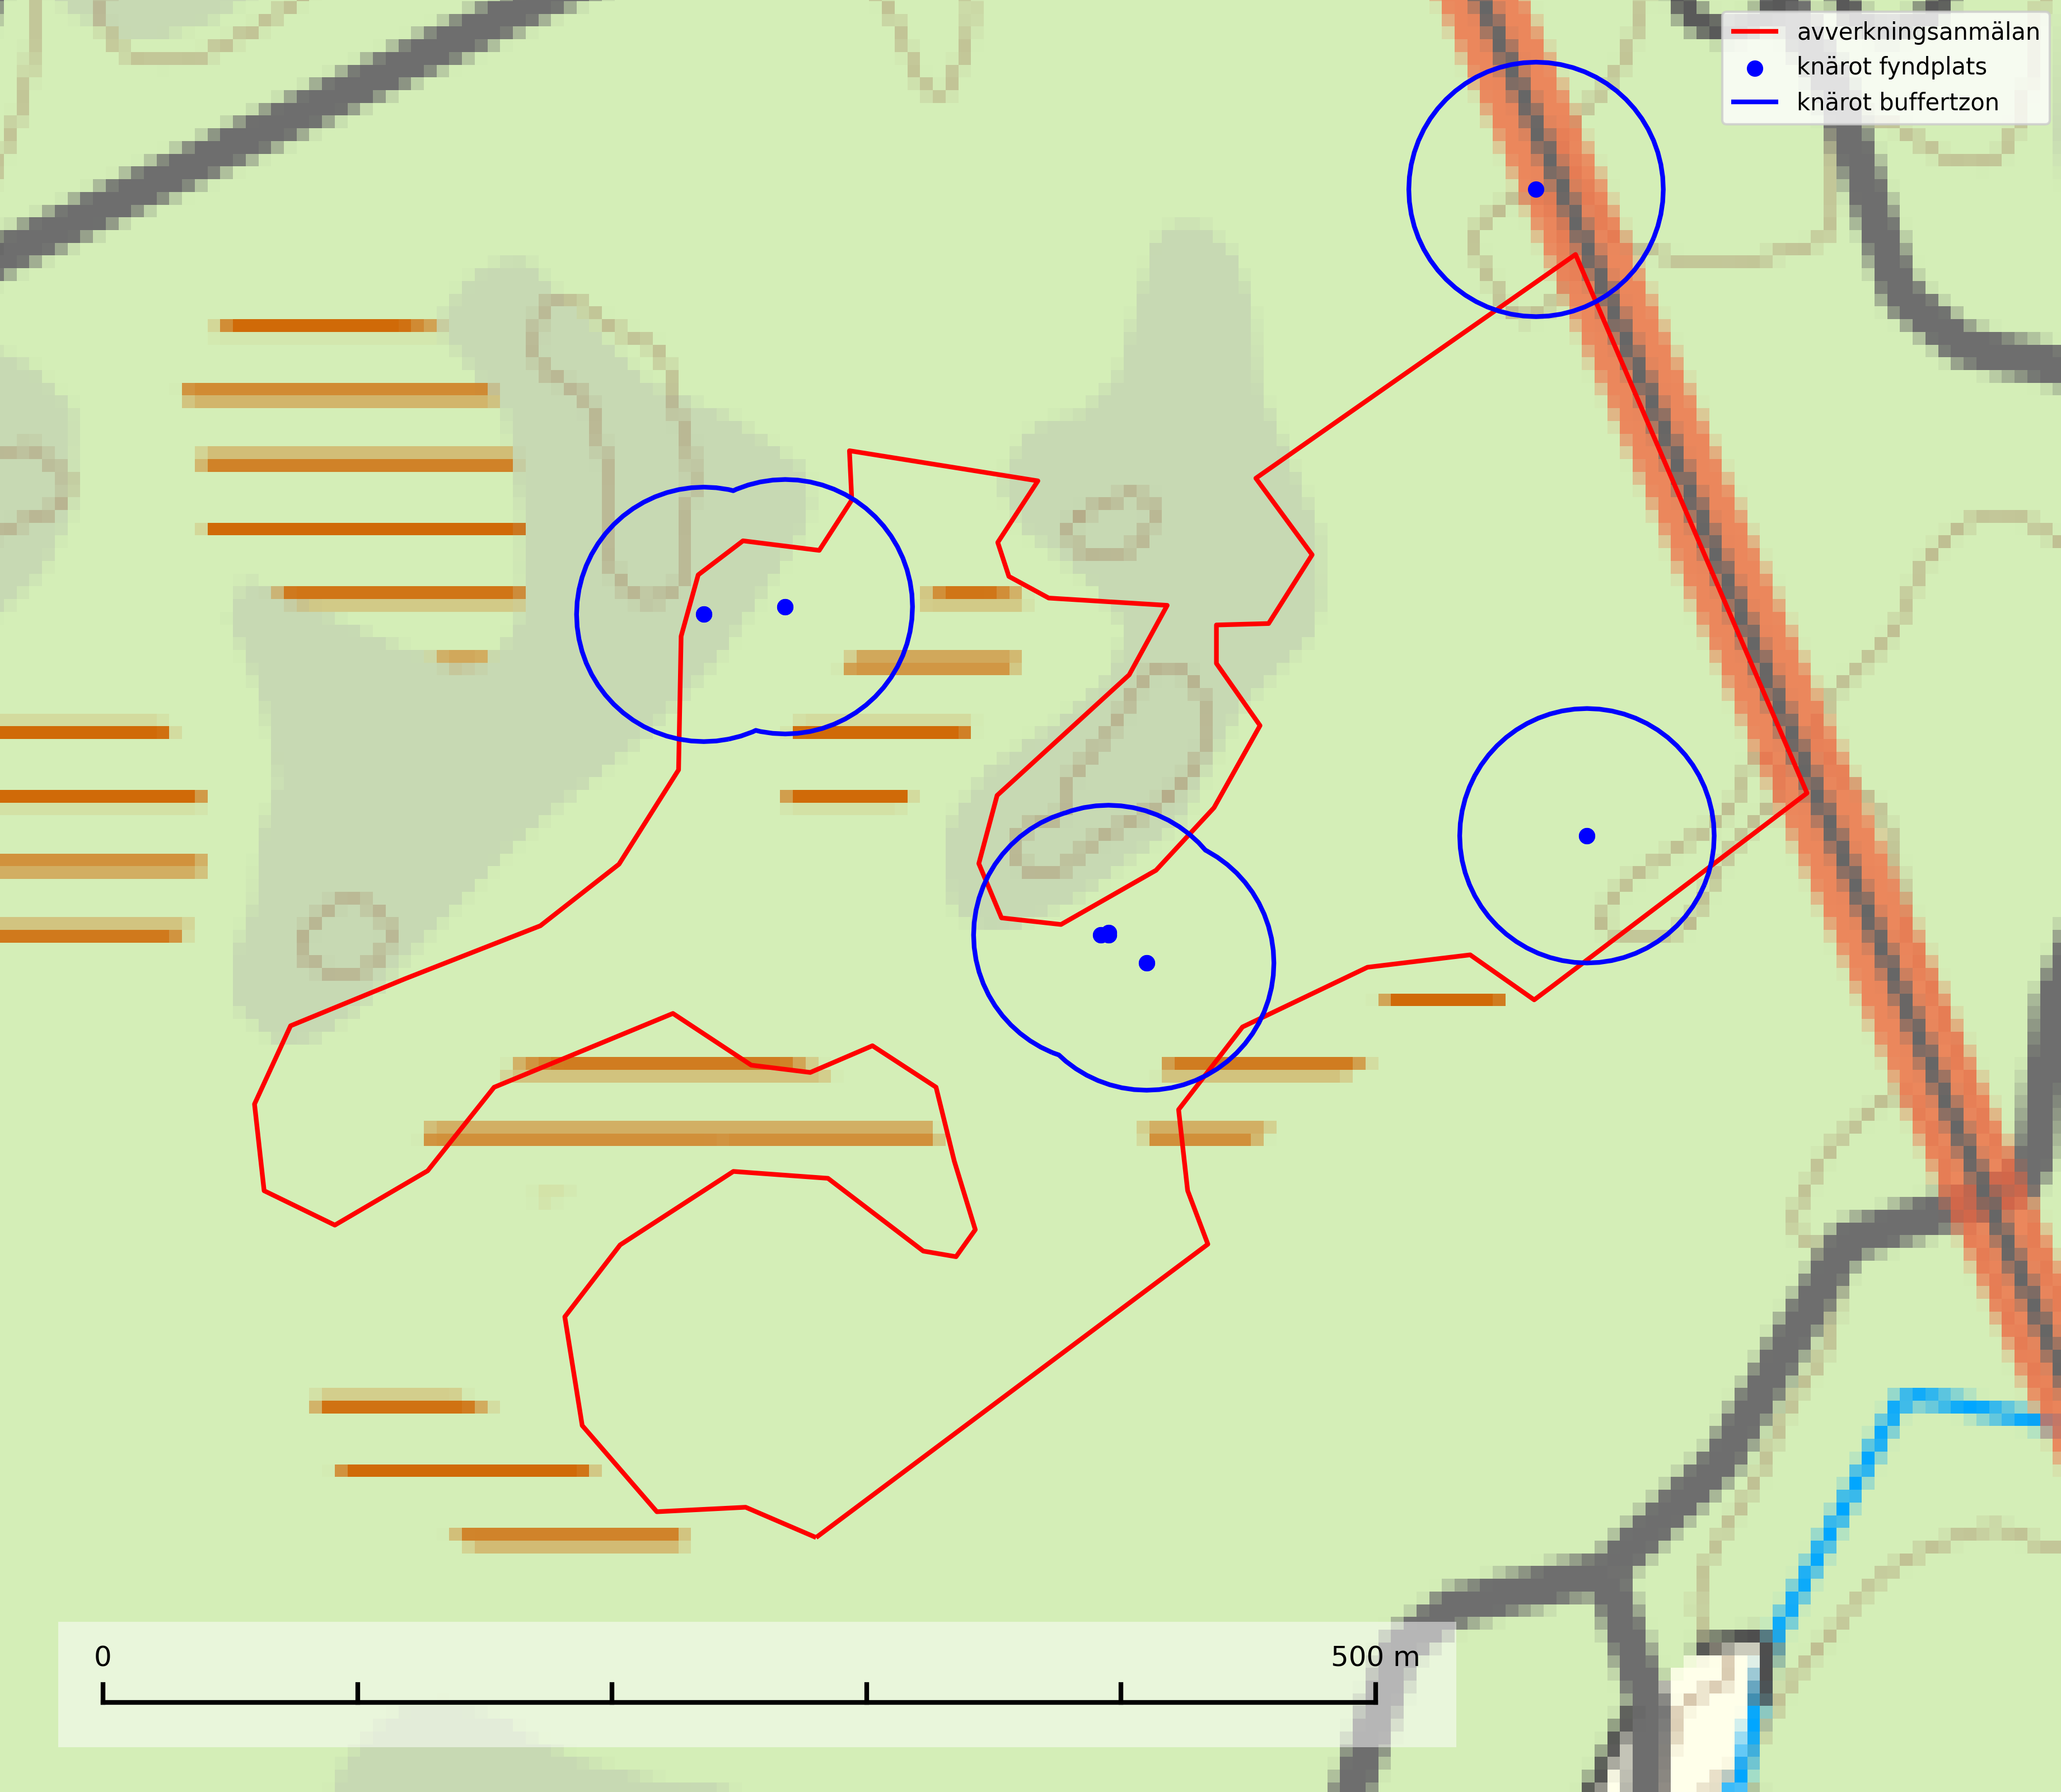 avverkningsanmälan
knärot fyndplats
knärot buffertzon
0 500 m